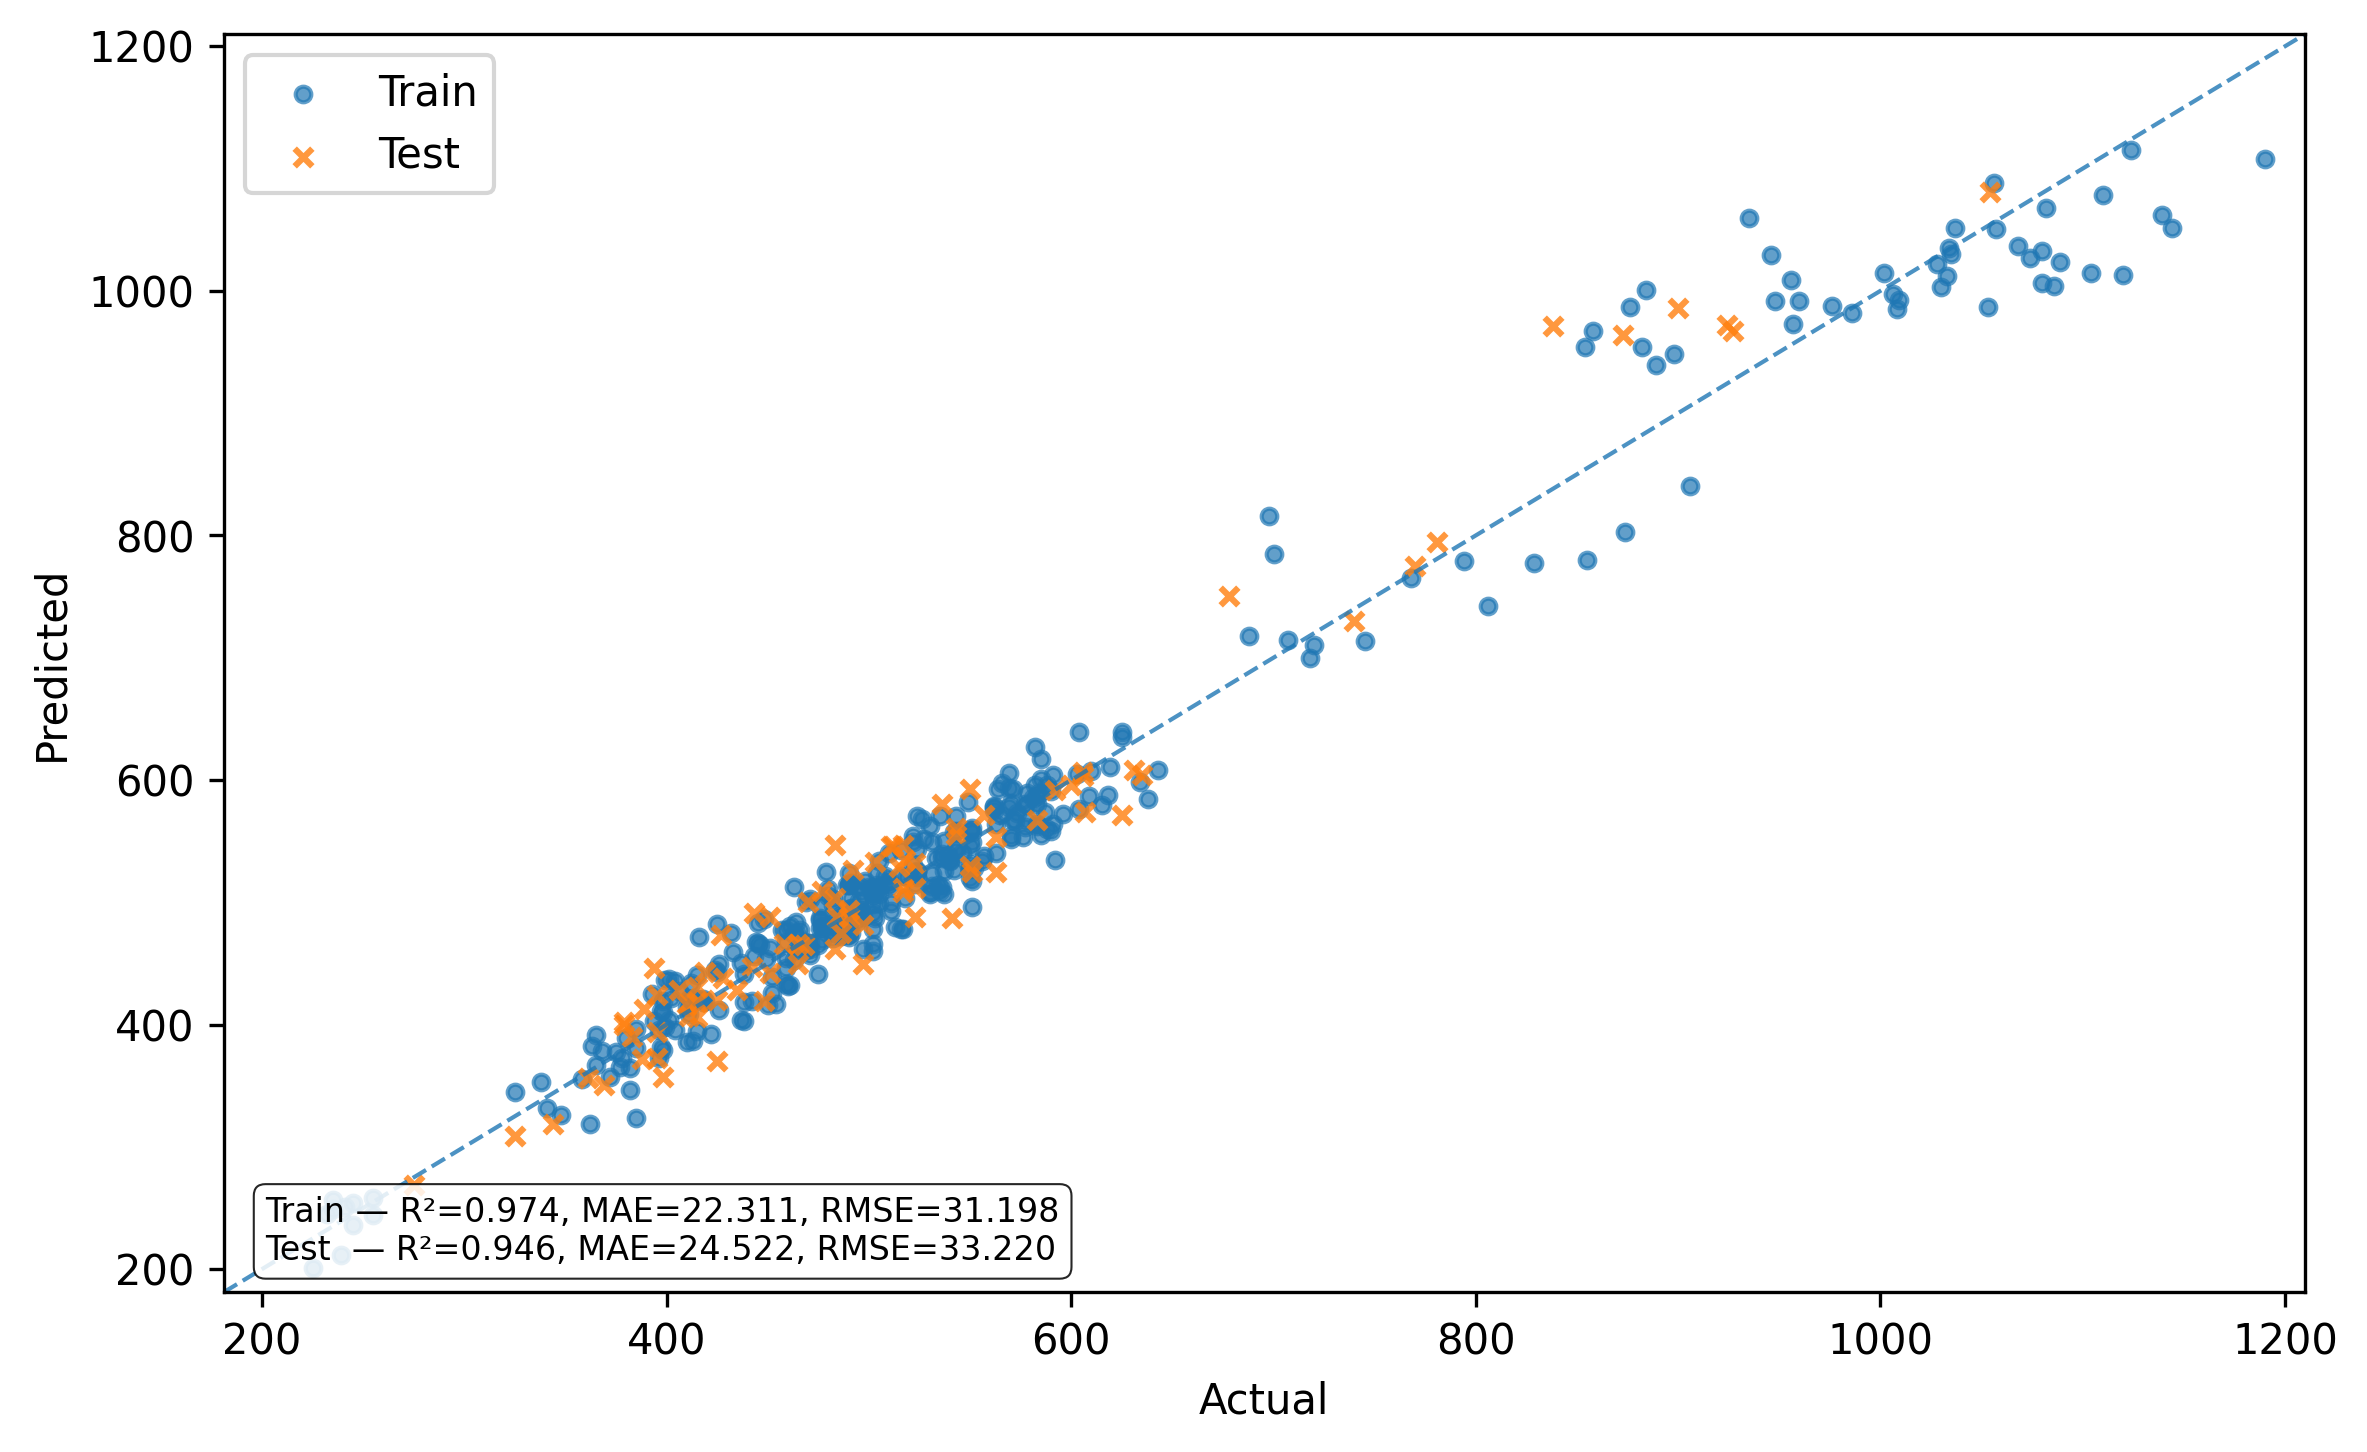 1200
1000
800
600
400
200
Predicted
Train
Test
Train — R²=0.974, MAE=22.311, RMSE=31.198
Test — R²=0.946, MAE=24.522, RMSE=33.220
200 400 600 800 1000 1200
Actual